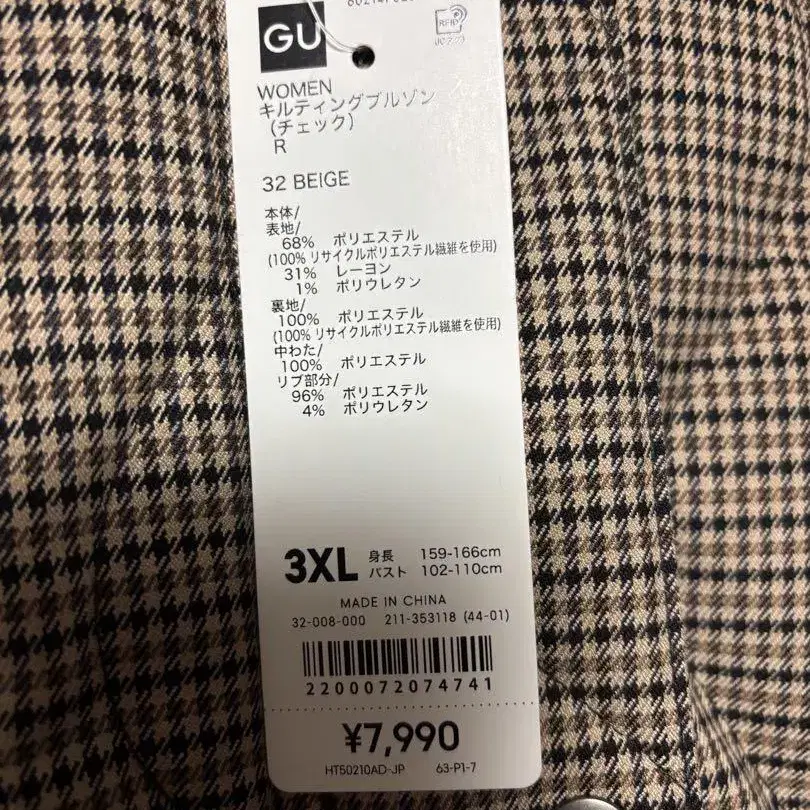 GU
RFID
WOMEN
キルティングブルゾン
(チェック)
R
32 BEIGE
本体/
表地/
68% ポリエステル
(100% リサイクルポリエステル繊維を使用)
31% レーヨン
1% ポリウレタン
裏地/
100% ポリエステル
(100% リサイクルポリエステル繊維を使用)
中わた/
100% ポリエステル
リブ部分/
96% ポリエステル
4% ポリウレタン
3XL 身長 159-166cm
バスト 102-110cm
MADE IN CHINA
32-008-000 211-353118 (44-01)
2200072074741
¥7,990
HT50210AD-JP 63-P1-7